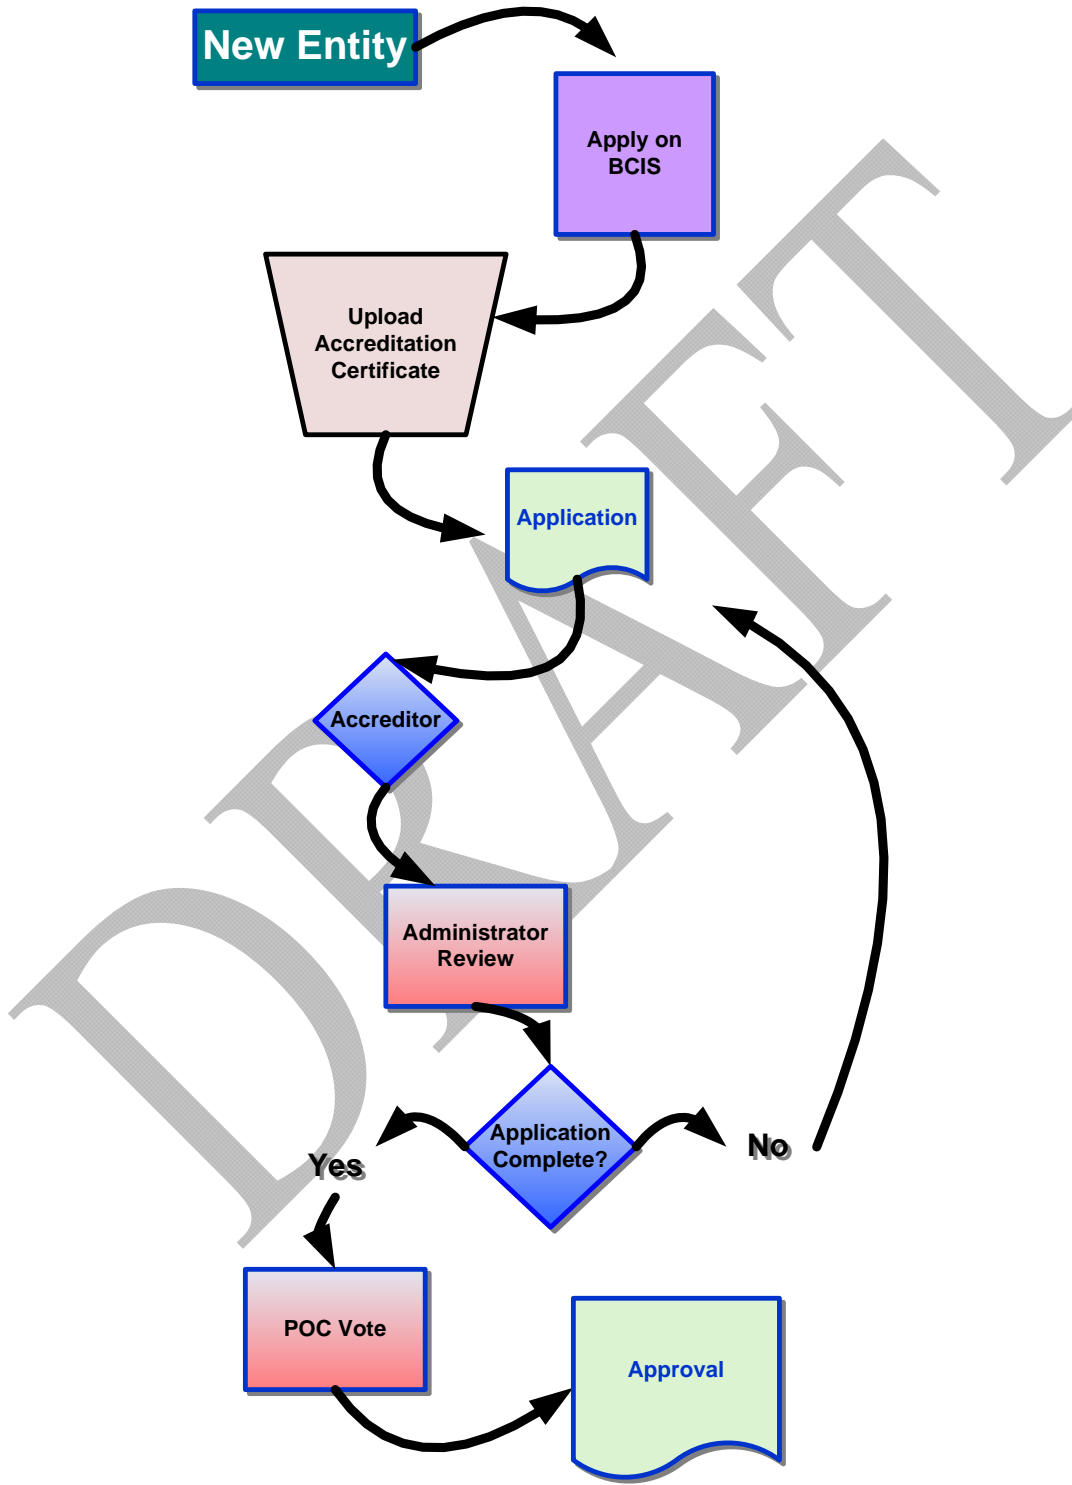 New Entity
Apply on
BCIS
Upload
Accreditation
Certificate
Application
Accreditor
Administrator
Review
Application
Complete?
Yes
No
POC Vote
Approval
DRAFT